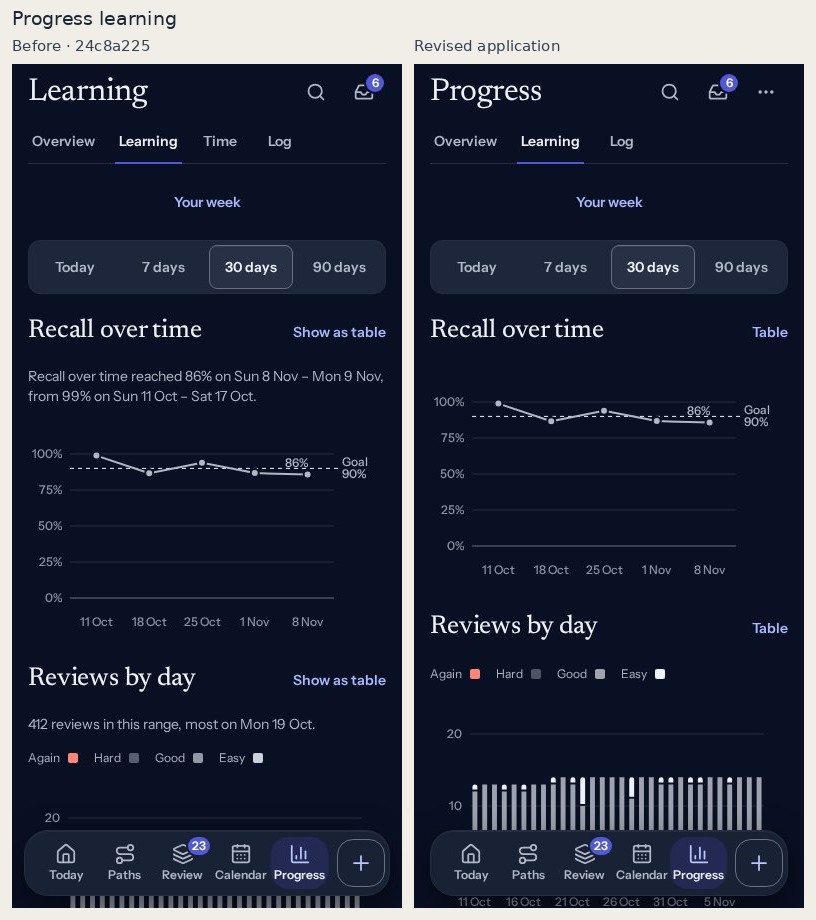 Progress learning
Before · 24c8a225
Learning
6
Overview Learning Time Log
Your week
Today 7 days 30 days 90 days
Recall over time Show as table
Recall over time reached 86% on Sun 8 Nov – Mon 9 Nov,
from 99% on Sun 11 Oct – Sat 17 Oct.
100%
75%
50%
25%
0%
86%
Goal
90%
11 Oct 18 Oct 25 Oct 1 Nov 8 Nov
Reviews by day Show as table
412 reviews in this range, most on Mon 19 Oct.
Again Hard Good Easy
20
23
Today Paths Review Calendar Progress
Revised application
Progress
6
Overview Learning Log
Your week
Today 7 days 30 days 90 days
Recall over time Table
100%
75%
50%
25%
0%
86%
Goal
90%
11 Oct 18 Oct 25 Oct 1 Nov 8 Nov
Reviews by day Table
Again Hard Good Easy
20
10
23
Today Paths Review Calendar Progress
11 Oct 16 Oct 21 Oct 26 Oct 31 Oct 5 Nov